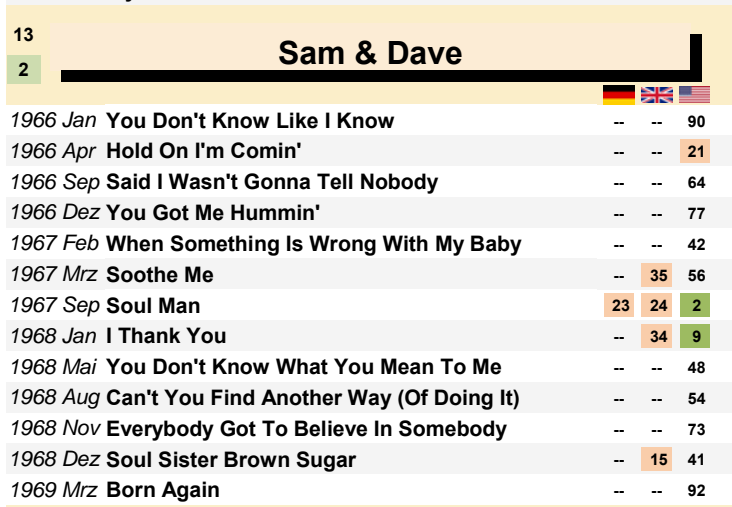 13
Sam & Dave
2
1966 Jan You Don't Know Like I Know -- -- 90
1966 Apr Hold On I'm Comin' -- -- 21
1966 Sep Said I Wasn't Gonna Tell Nobody -- -- 64
1966 Dez You Got Me Hummin' -- -- 77
1967 Feb When Something Is Wrong With My Baby -- -- 42
1967 Mrz Soothe Me -- 35 56
1967 Sep Soul Man 23 24 2
1968 Jan I Thank You -- 34 9
1968 Mai You Don't Know What You Mean To Me -- -- 48
1968 Aug Can't You Find Another Way (Of Doing It) -- -- 54
1968 Nov Everybody Got To Believe In Somebody -- -- 73
1968 Dez Soul Sister Brown Sugar -- 15 41
1969 Mrz Born Again -- -- 92